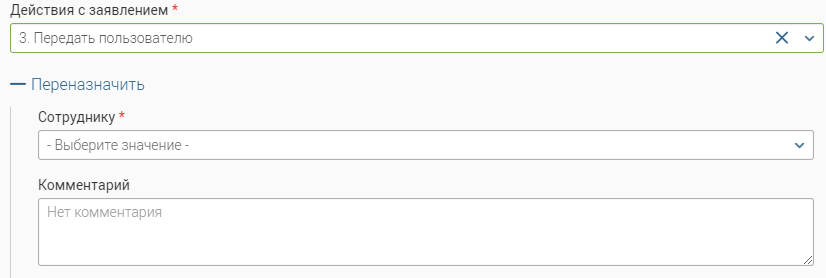 Действия с заявлением *
3. Передать пользователю
Переназначить
Сотруднику *
- Выберите значение -
Комментарий
Нет комментария